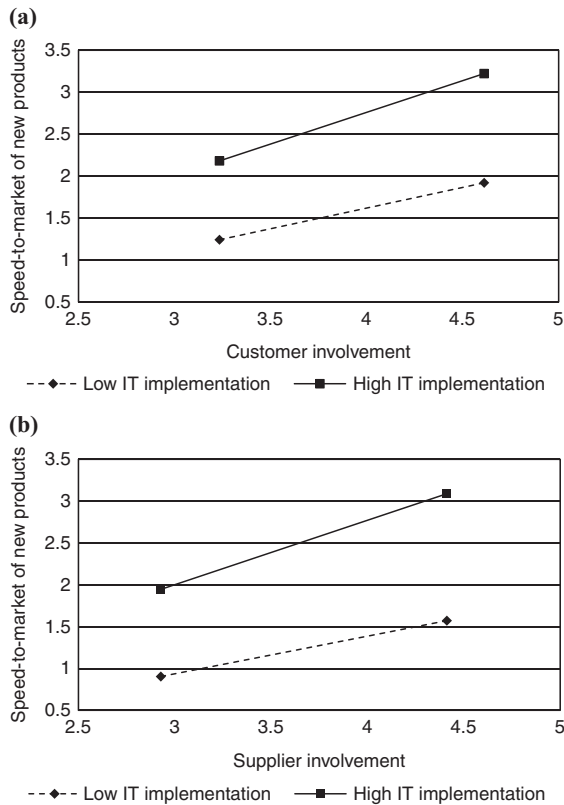 (a)
Speed-to-market of new products
3.5
3
2.5
2
1.5
1
0.5
2.5 3 3.5 4 4.5 5
Customer involvement
Low IT implementation High IT implementation
(b)
Speed-to-market of new products
3.5
3
2.5
2
1.5
1
0.5
2.5 3 3.5 4 4.5 5
Supplier involvement
Low IT implementation High IT implementation